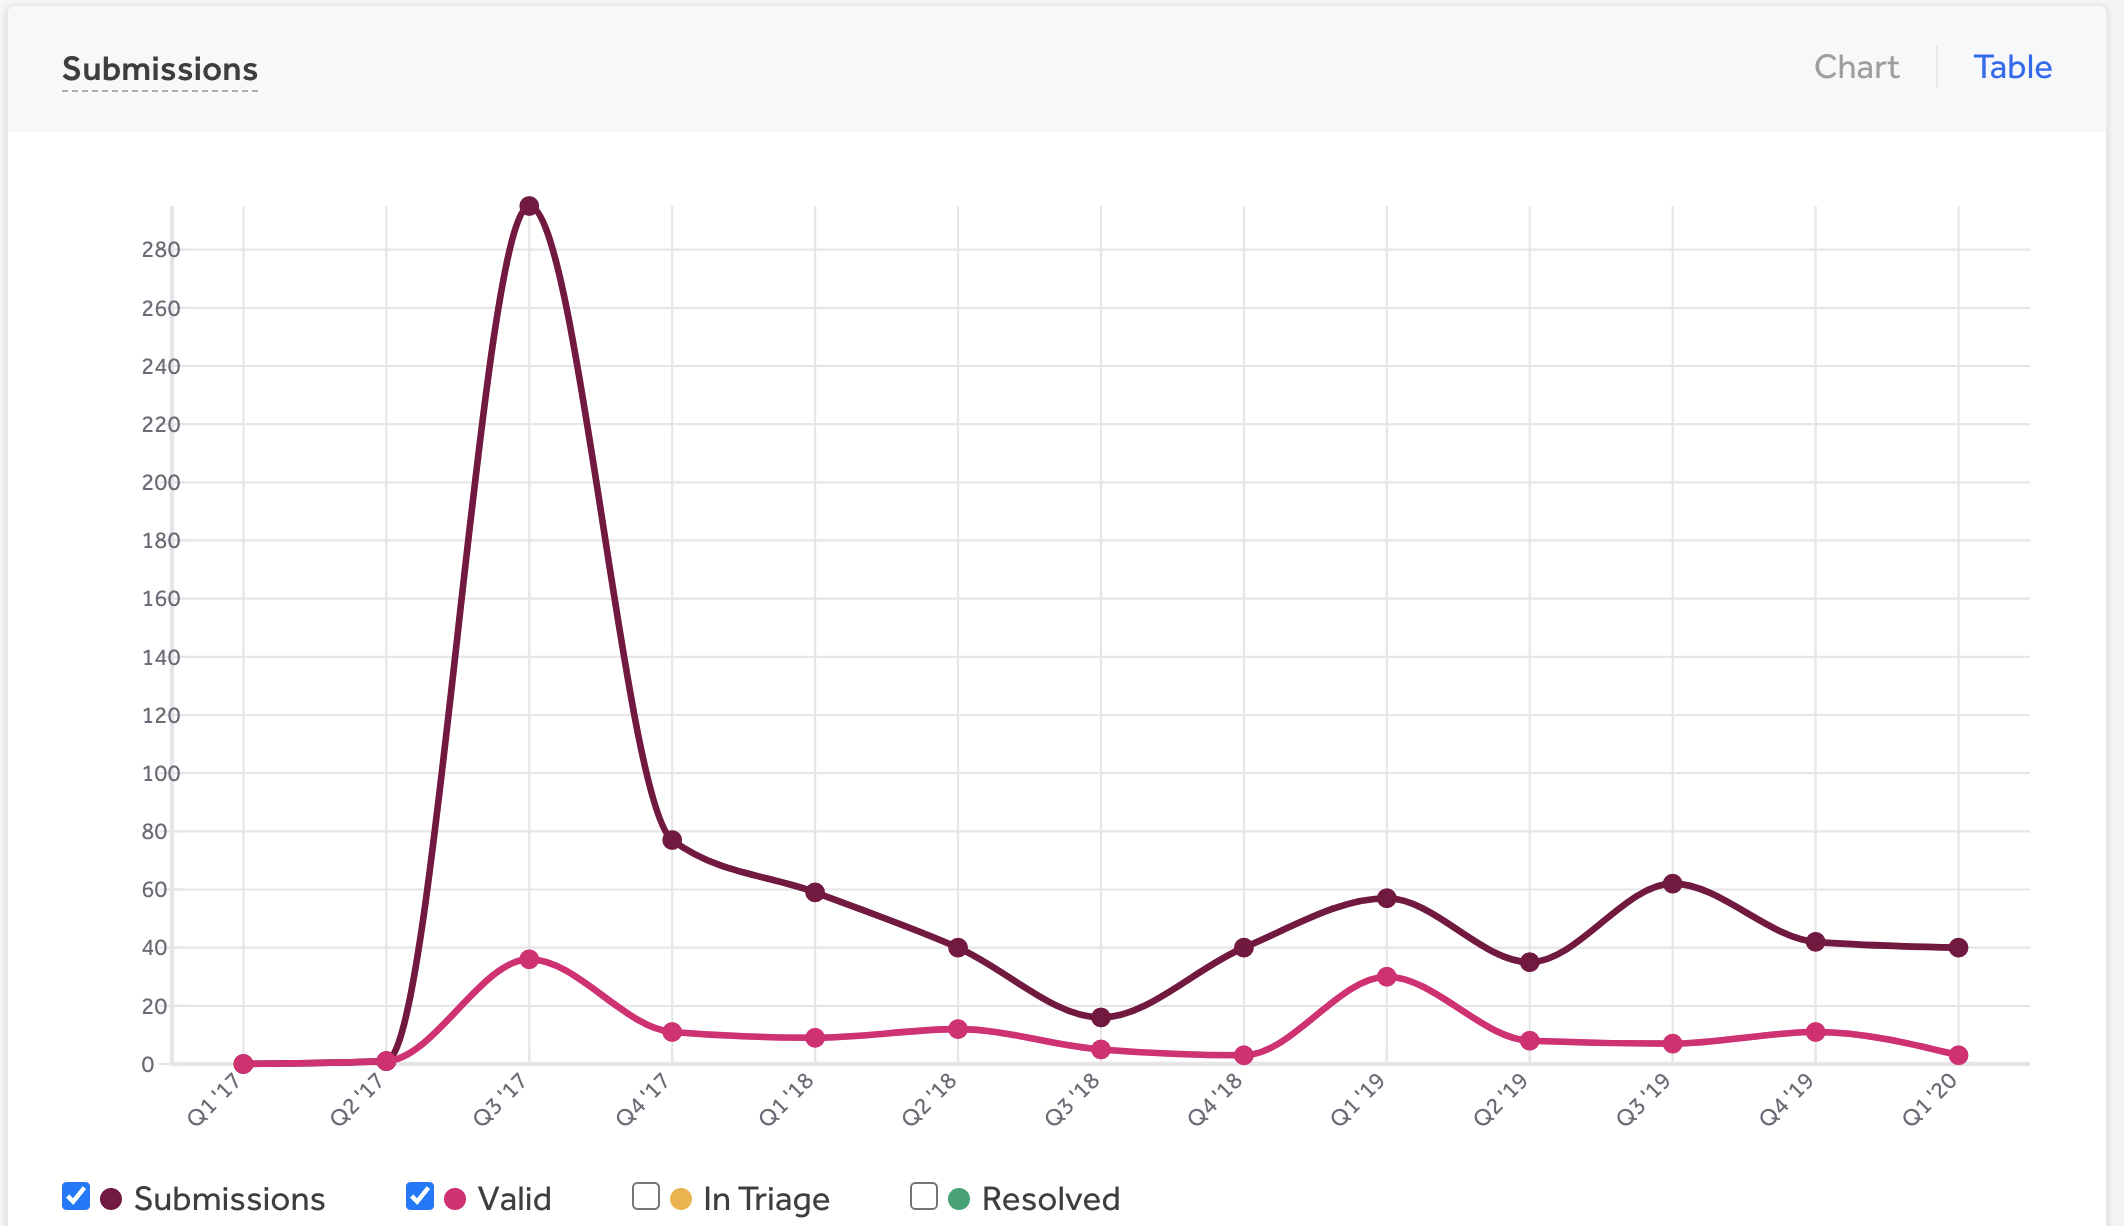 Submissions
Chart
Table
280
260
240
220
200
180
160
140
120
100
80
60
40
20
0
Q1 '17
Q2 '17
Q3 '17
Q4 '17
Q1 '18
Q2 '18
Q3 '18
Q4 '18
Q1 '19
Q2 '19
Q3 '19
Q4 '19
Q1 '20
Submissions
Valid
In Triage
Resolved